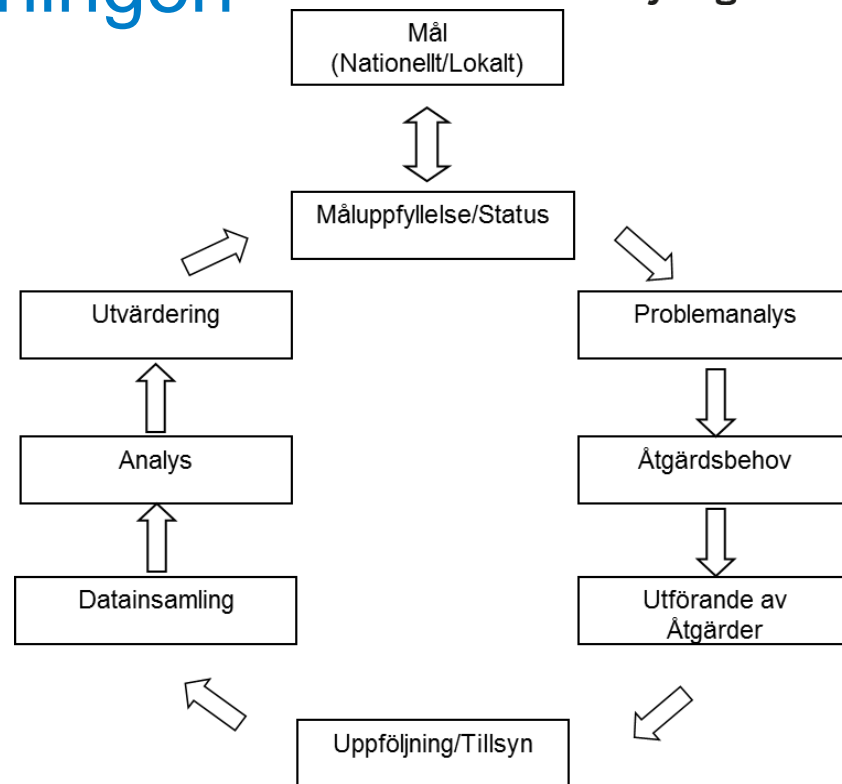 Mål
(Nationellt/Lokalt)
Måluppfyllelse/Status
Utvärdering
Problemanalys
Analys
Åtgärdsbehov
Datainsamling
Utförande av
Åtgärder
Uppföljning/Tillsyn